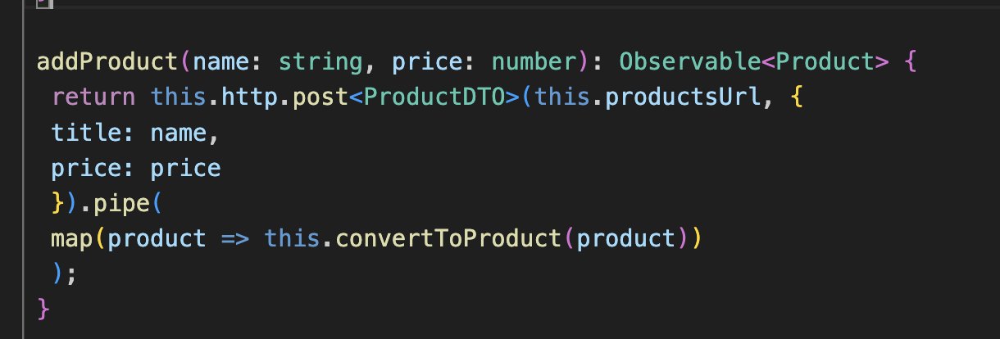 addProduct(name: string, price: number): Observable<Product> {
return this.http.post<ProductDTO>(this.productsUrl, {
title: name,
price: price
}).pipe(
map(product => this.convertToProduct(product))
);
}